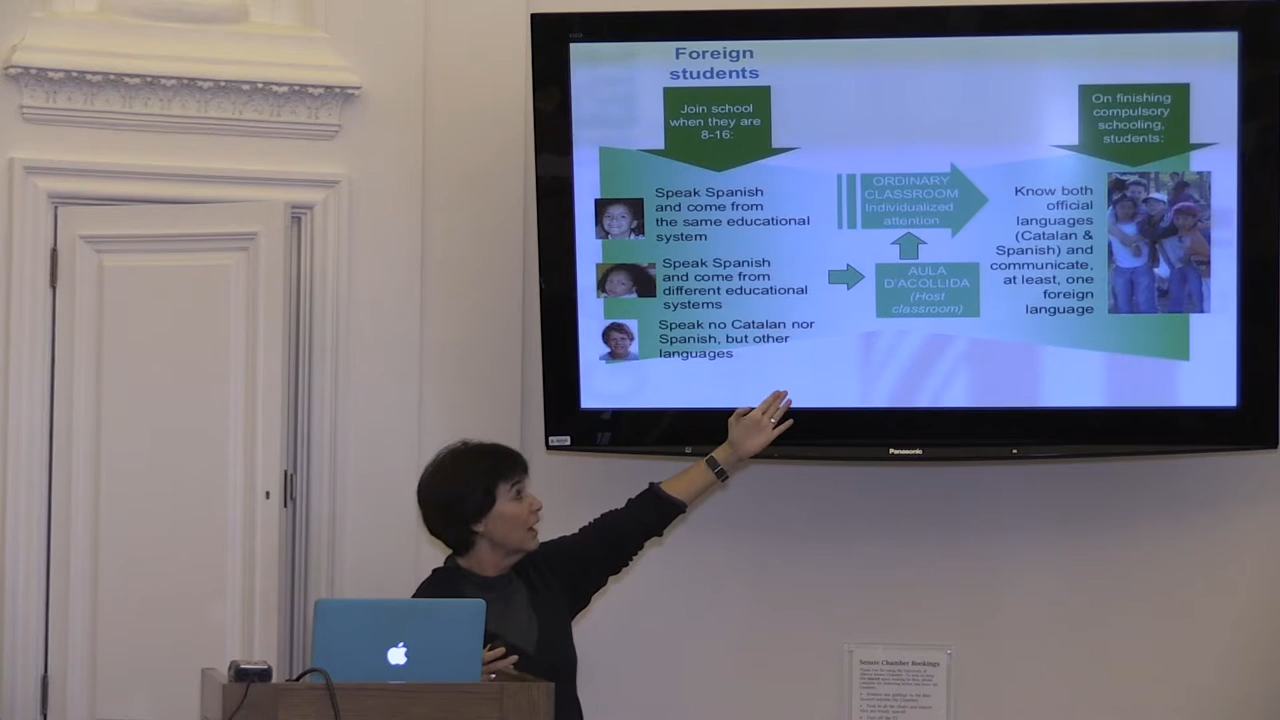 Foreign
students
Join school
when they are
8-16:
On finishing
compulsory
schooling,
students:
Speak Spanish
and come from
the same educational
system
Speak Spanish
and come from
different educational
systems
Speak no Catalan nor
Spanish, but other
languages
ORDINARY
CLASSROOM
Individualized
attention
AULA
D'ACOLLIDA
(Host
classroom)
Know both
official
languages
(Catalan &
Spanish) and
communicate,
at least, one
foreign
language
Panasonic
Senate Chamber Bookings